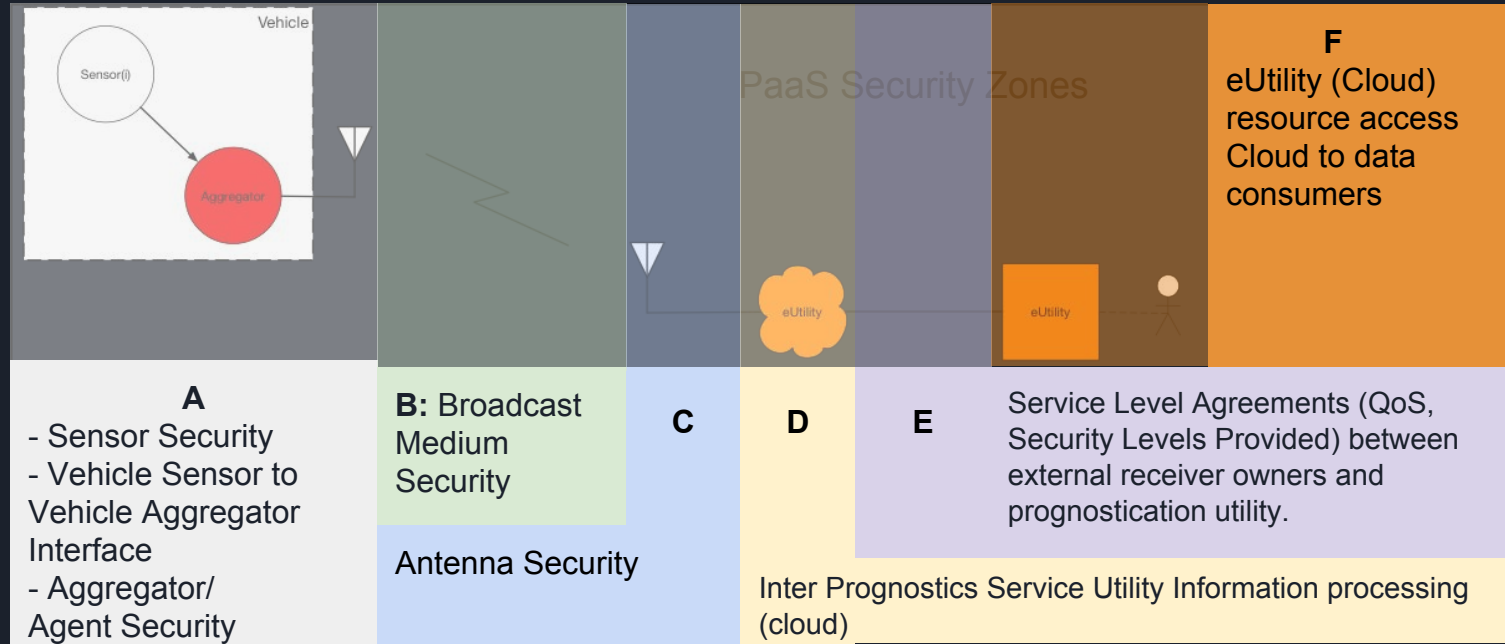 Vehicle
Sensor(i)
Aggregator
PaaS Security Zones
eUtility
eUtility
F
eUtility (Cloud)
resource access
Cloud to data
consumers
A
- Sensor Security
- Vehicle Sensor to
Vehicle Aggregator
Interface
- Aggregator/
Agent Security
B: Broadcast
Medium
Security
C
Antenna Security
D
E
Service Level Agreements (QoS,
Security Levels Provided) between
external receiver owners and
prognostication utility.
Inter Prognostics Service Utility Information processing
(cloud)